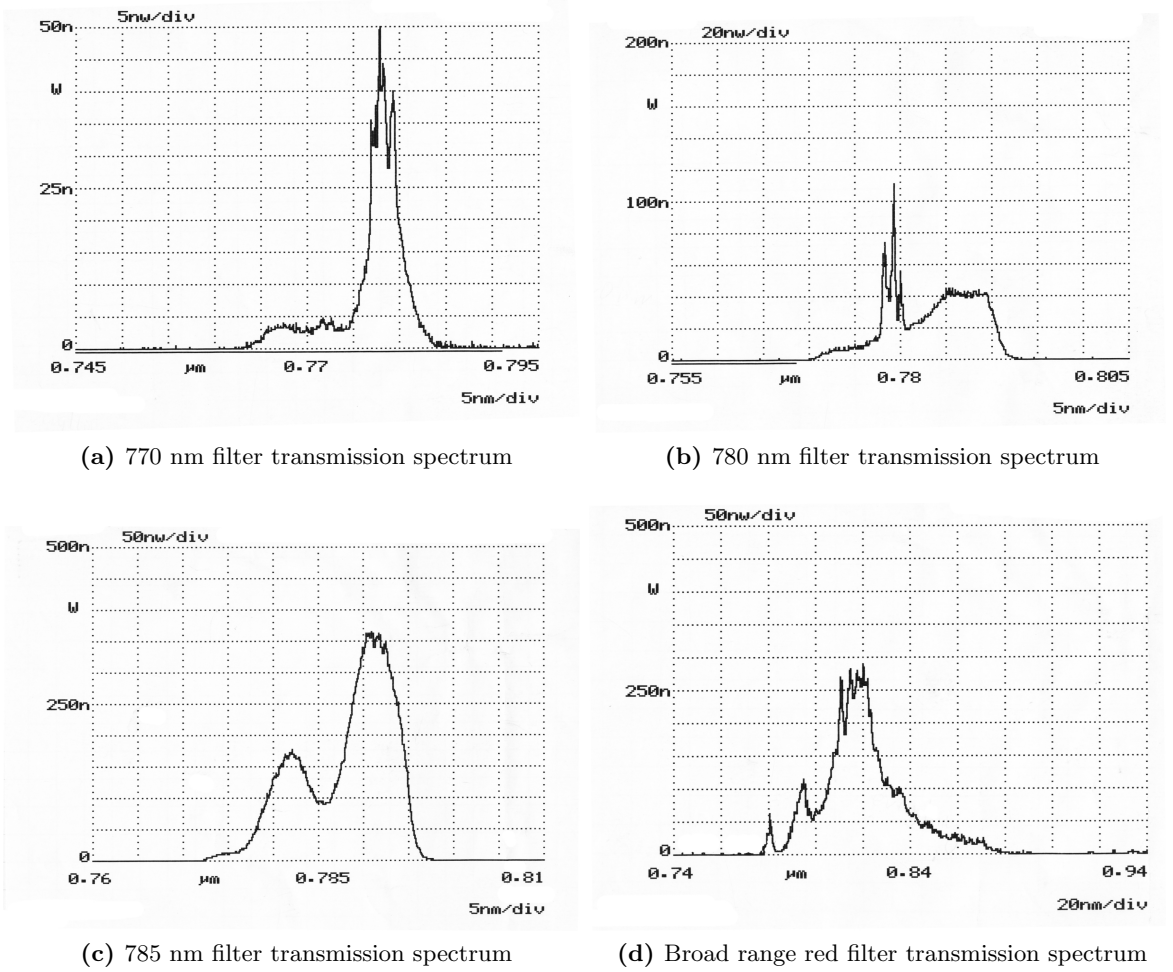 5nw/div
50n
W
25n
0
0.745 µm 0.77 0.795
5nm/div
(a) 770 nm filter transmission spectrum
20nw/div
200n
W
100n
0
0.755 µm 0.78 0.805
5nm/div
(b) 780 nm filter transmission spectrum
50nw/div
500n
W
250n
0
0.76 µm 0.785 0.81
5nm/div
(c) 785 nm filter transmission spectrum
50nw/div
500n
W
250n
0
0.74 µm 0.84 0.94
20nm/div
(d) Broad range red filter transmission spectrum